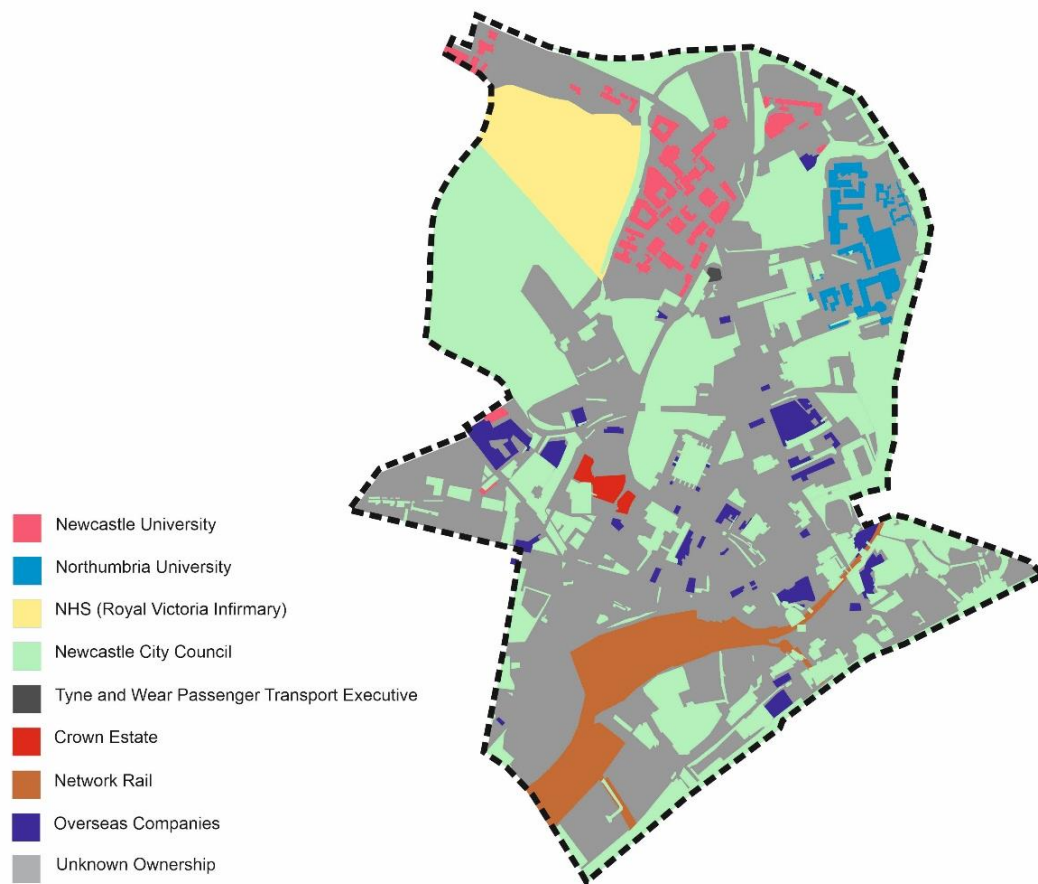 Newcastle University
Northumbria University
NHS (Royal Victoria Infirmary)
Newcastle City Council
Tyne and Wear Passenger Transport Executive
Crown Estate
Network Rail
Overseas Companies
Unknown Ownership